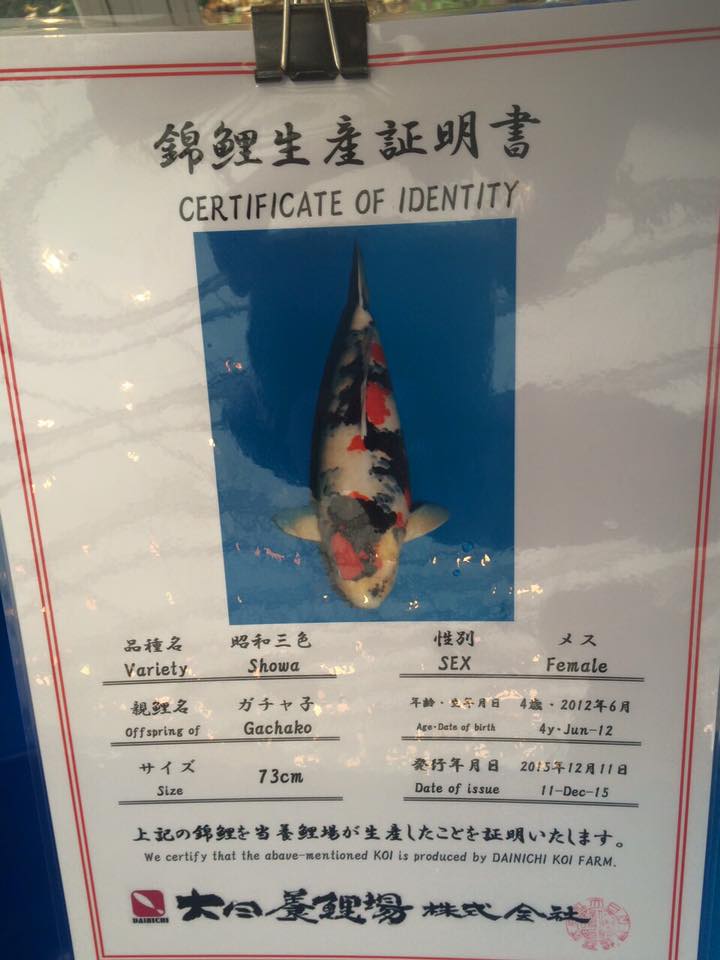 錦鯉生産証明書
CERTIFICATE OF IDENTITY
品種名 昭和三色 性別 メス
Variety Showa SEX Female
親鯉名 ガチャ子 年齢・生年月日 4歳・2012年6月
Offspring of Gachako Age・Date of birth 4y・Jun-12
サイズ 73cm 発行年月日 2015年12月11日
Size Date of issue 11-Dec-15
上記の錦鯉を当養鯉場が生産したことを証明いたします。
We certify that the abave-mentioned KOI is produced by DAINICHI KOI FARM.
DAINICHI 大日養鯉場 株式会社